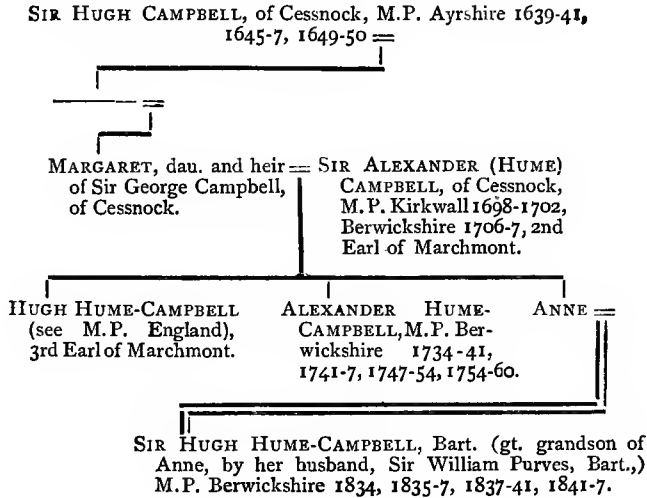 SIR HUGH CAMPBELL, of Cessnock, M.P. Ayrshire 1639-41,
1645-7, 1649-50 =
=
MARGARET, dau. and heir = SIR ALEXANDER (HUME)
of Sir George Campbell, CAMPBELL, of Cessnock,
of Cessnock. M.P. Kirkwall 1698-1702,
Berwickshire 1706-7, 2nd
Earl of Marchmont.
HUGH HUME-CAMPBELL ALEXANDER HUME- ANNE =
(see M.P. England), CAMPBELL, M.P. Ber-
3rd Earl of Marchmont. wickshire 1734-41,
1741-7, 1747-54, 1754-60.
SIR HUGH HUME-CAMPBELL, Bart. (gt. grandson of
Anne, by her husband, Sir William Purves, Bart.,)
M.P. Berwickshire 1834, 1835-7, 1837-41, 1841-7.